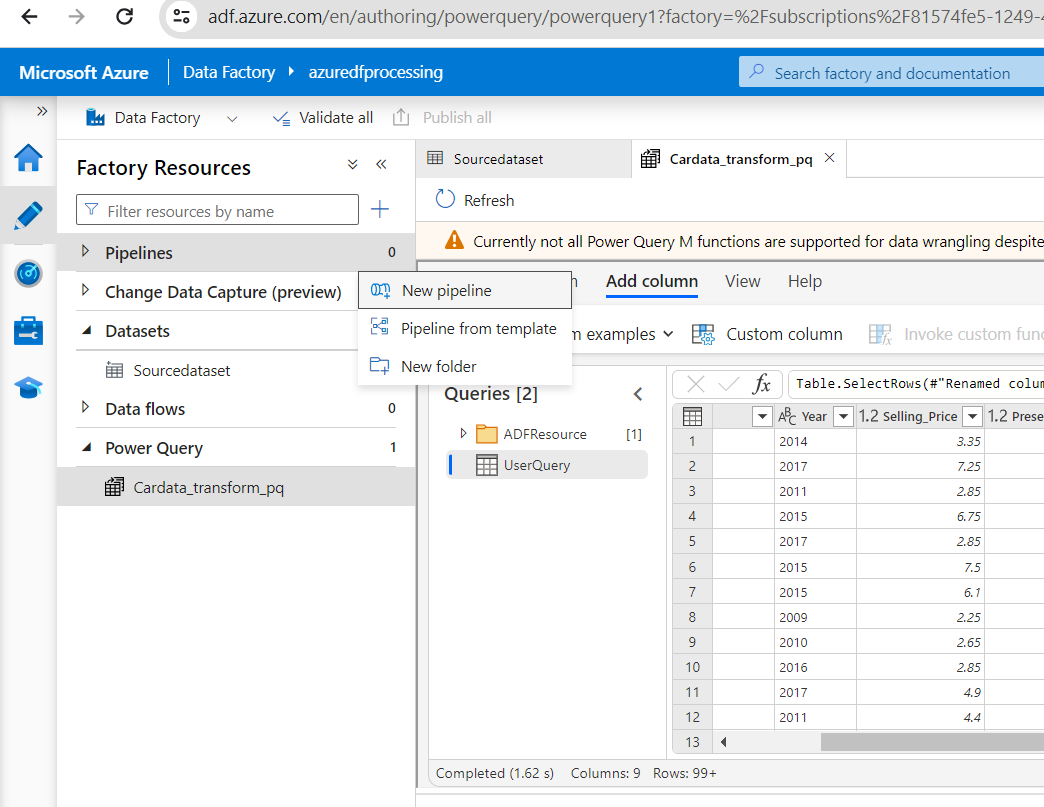 adf.azure.com/en/authoring/powerquery/powerquery1?factory=%2Fsubscriptions%2F81574fe5-1249-
Microsoft Azure
Data Factory
azuredfprocessing
Search factory and documentation
Data Factory
Validate all
Publish all
Factory Resources
Filter resources by name
Pipelines 0
Change Data Capture (preview)
Datasets
Sourcedataset
Data flows 0
Power Query 1
Cardata_transform_pq
New pipeline
Pipeline from template
New folder
Sourcedataset
Cardata_transform_pq
Refresh
Currently not all Power Query M functions are supported for data wrangling despite
Add column
View
Help
examples
Custom column
Invoke custom func
Queries [2]
ADFResource [1]
UserQuery
fx
Table.SelectRows(#"Renamed colum
ABC Year 1.2 Selling_Price 1.2 Prese
1 2014 3.35
2 2017 7.25
3 2011 2.85
4 2015 6.75
5 2017 2.85
6 2015 7.5
7 2015 6.1
8 2009 2.25
9 2010 2.65
10 2016 2.85
11 2017 4.9
12 2011 4.4
13
Completed (1.62 s) Columns: 9 Rows: 99+